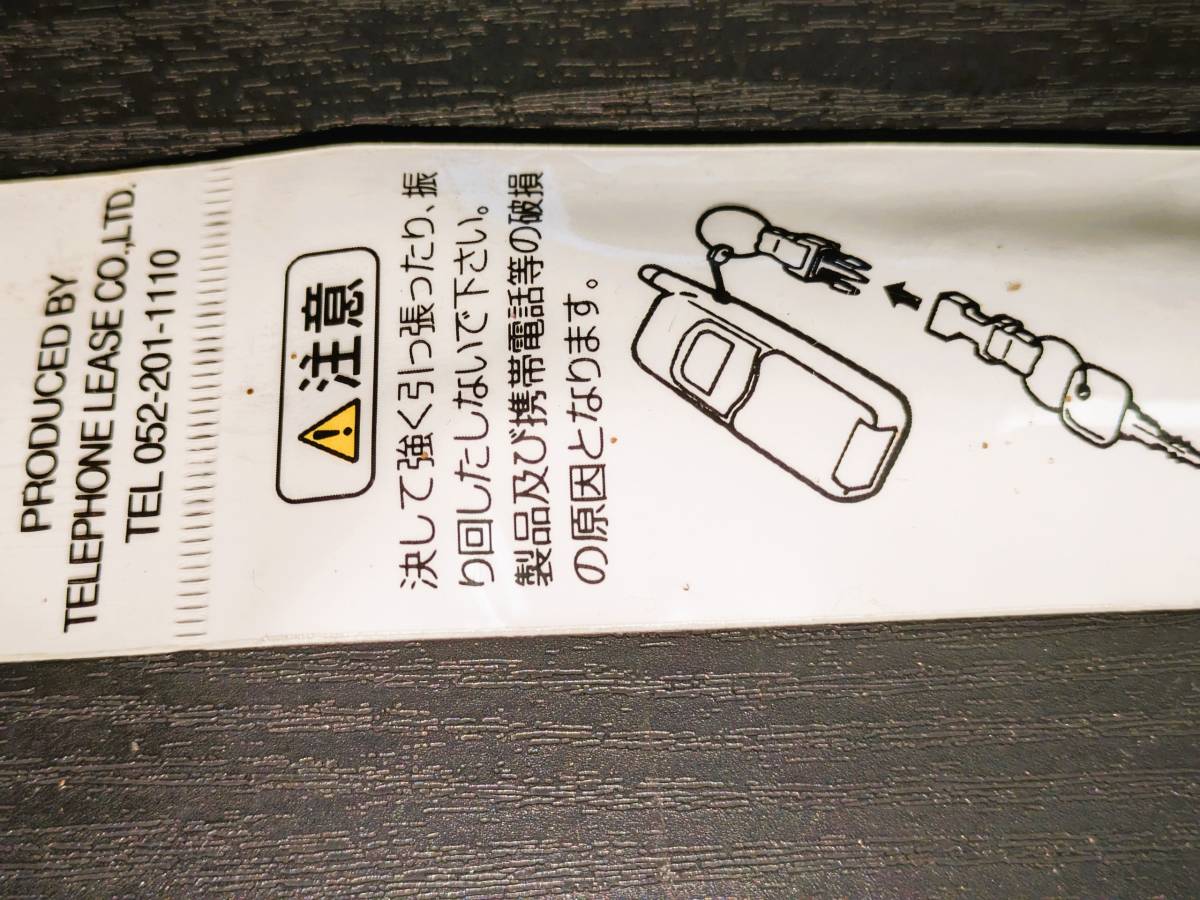 PRODUCED BY
TELEPHONE LEASE CO.,LTD.
TEL 052-201-1110
注意
決して強く引っ張ったり、振
り回したしないで下さい。
製品及び携帯電話等の破損
の原因となります。